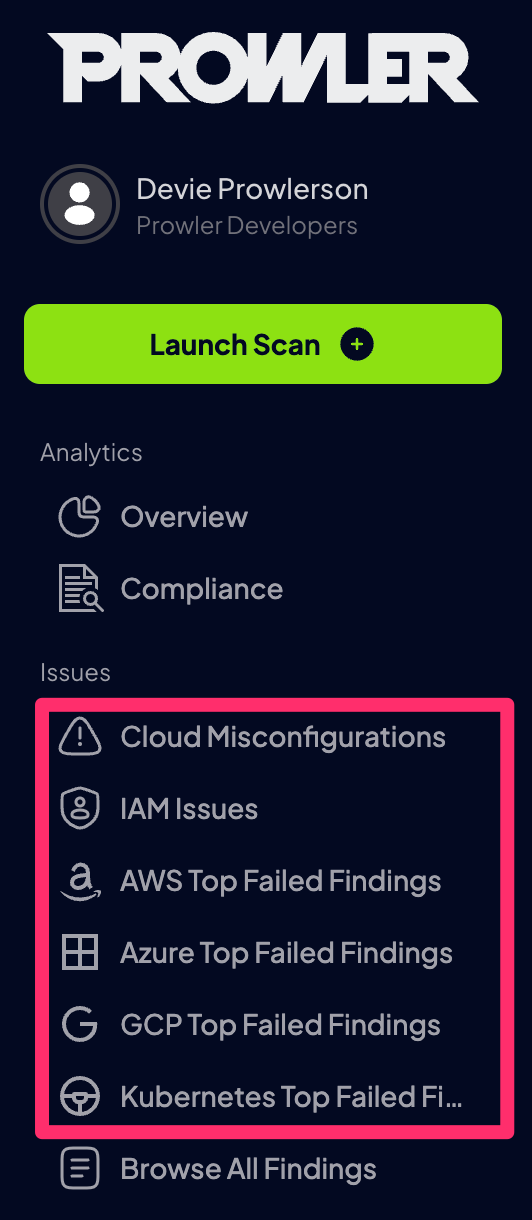 PROWLER
Devie Prowlerson
Prowler Developers
Launch Scan
Analytics
Overview
Compliance
Issues
Cloud Misconfigurations
IAM Issues
AWS Top Failed Findings
Azure Top Failed Findings
GCP Top Failed Findings
Kubernetes Top Failed Fi...
Browse All Findings